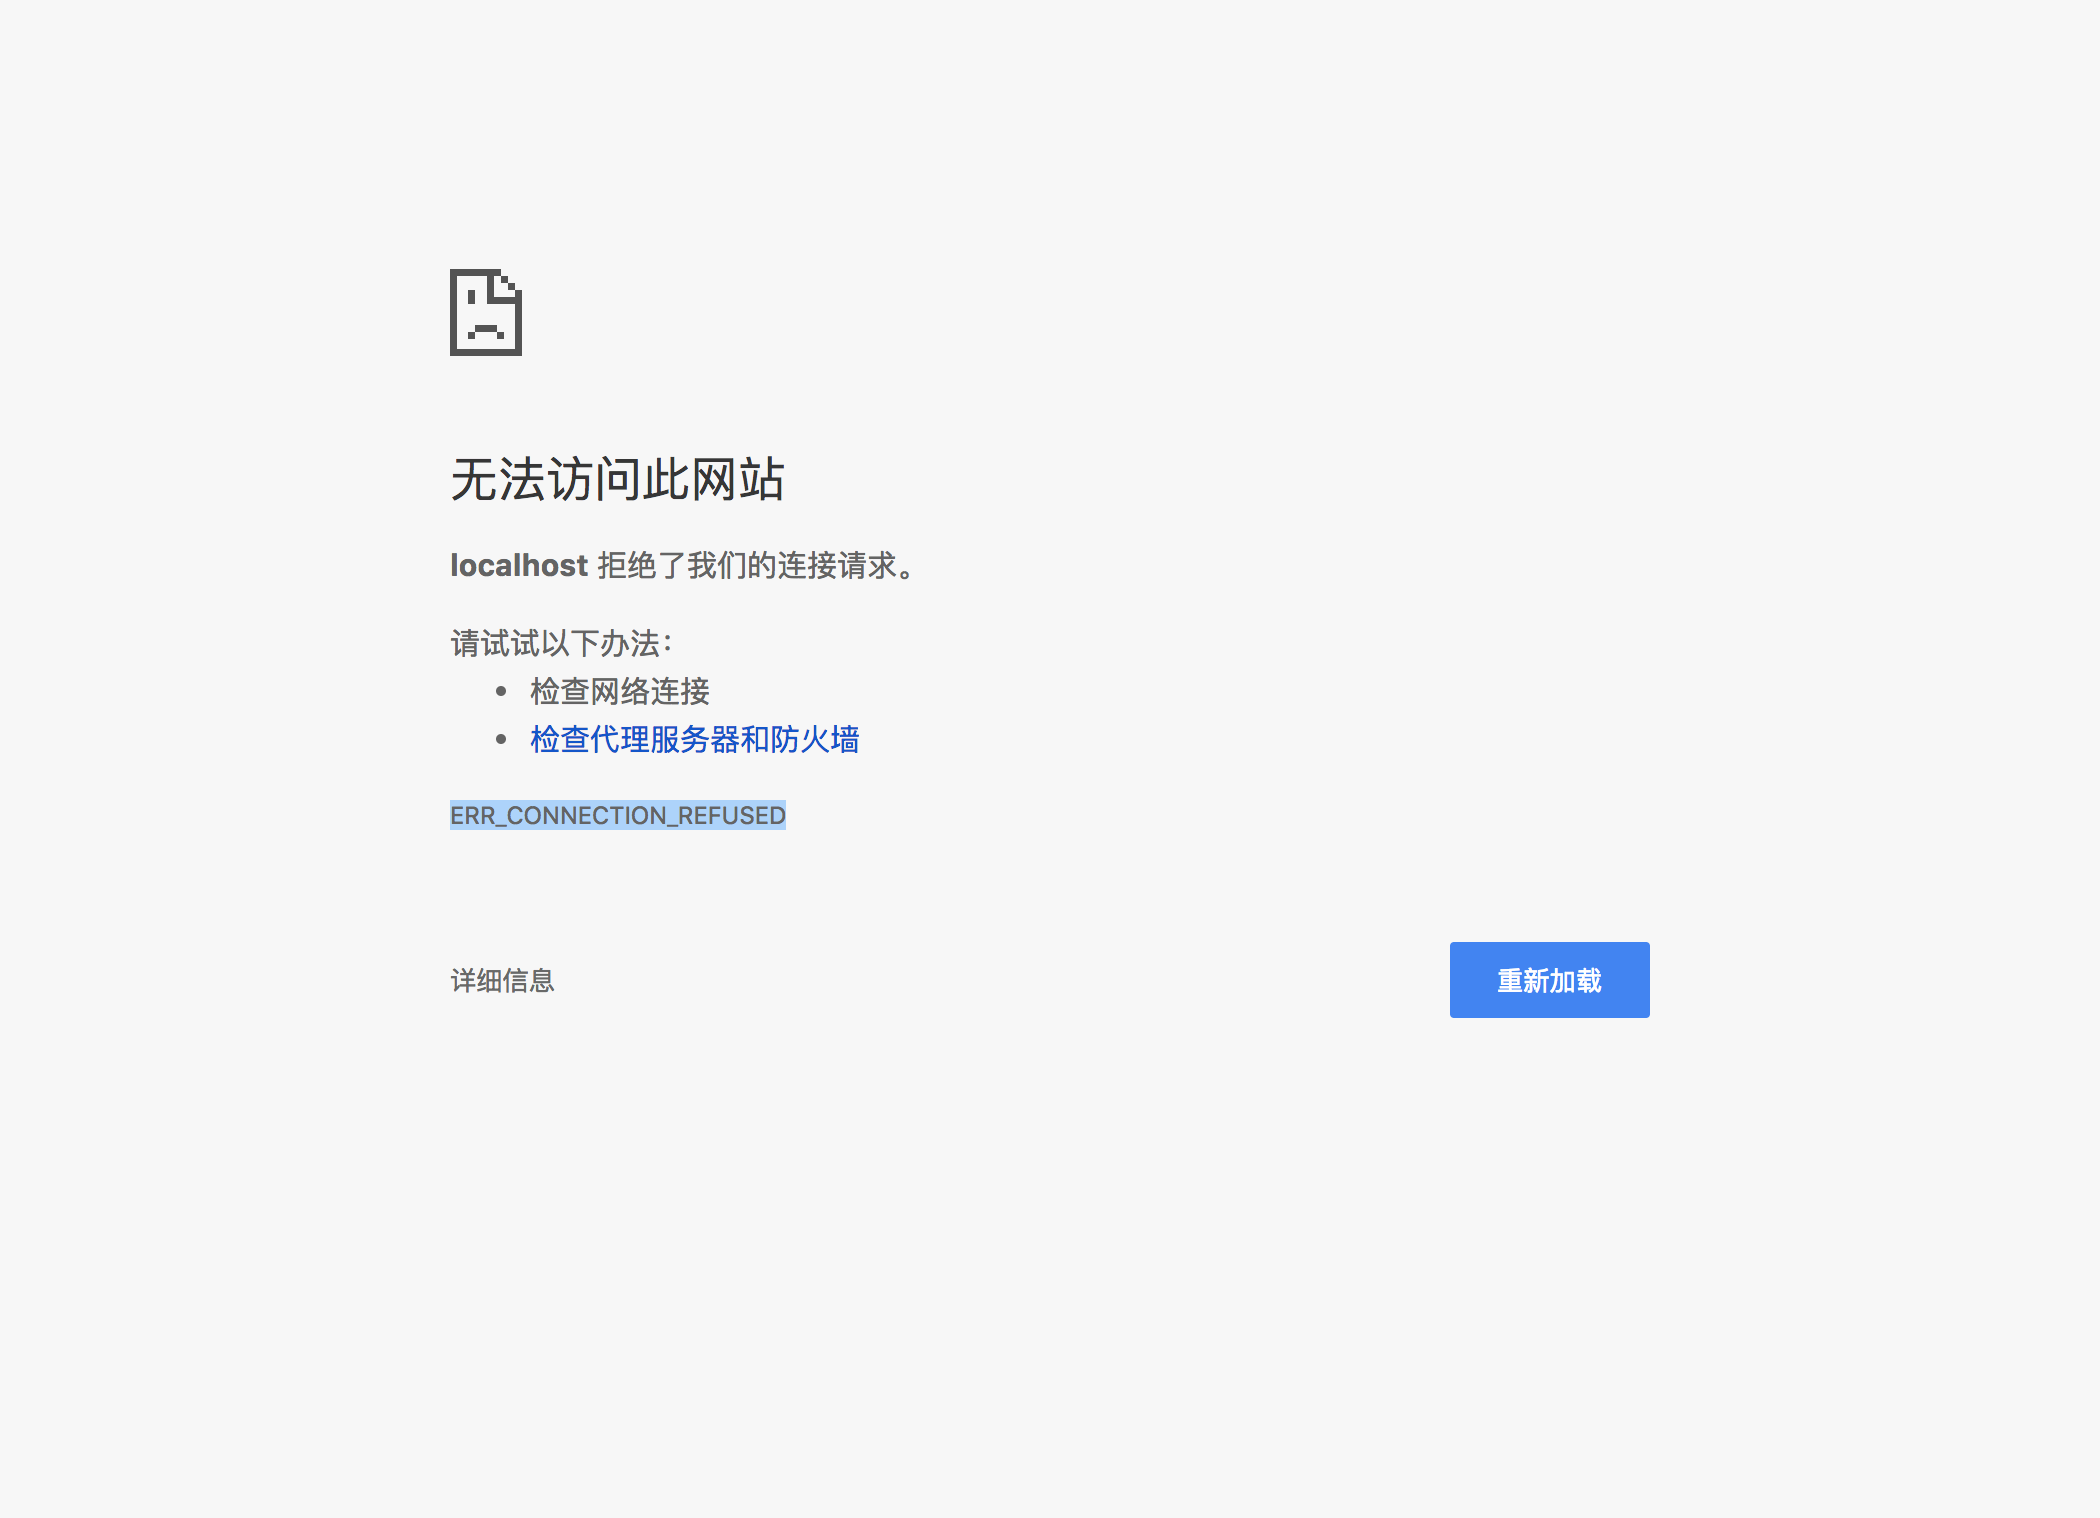 无法访问此网站
localhost 拒绝了我们的连接请求。
请试试以下办法：
检查网络连接
检查代理服务器和防火墙
ERR_CONNECTION_REFUSED
详细信息
重新加载